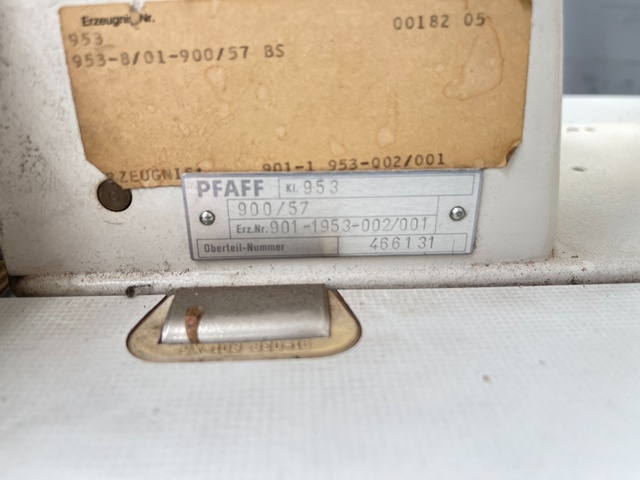 Erzeugnis Nr. 00182 05
953
953-8/01-900/57 BS
RZEUGNIS: 901-1 953-002/001
PFAFF Kl. 953
900/57
Erz.Nr. 901-1953-002/001
Oberteil-Nummer 466131